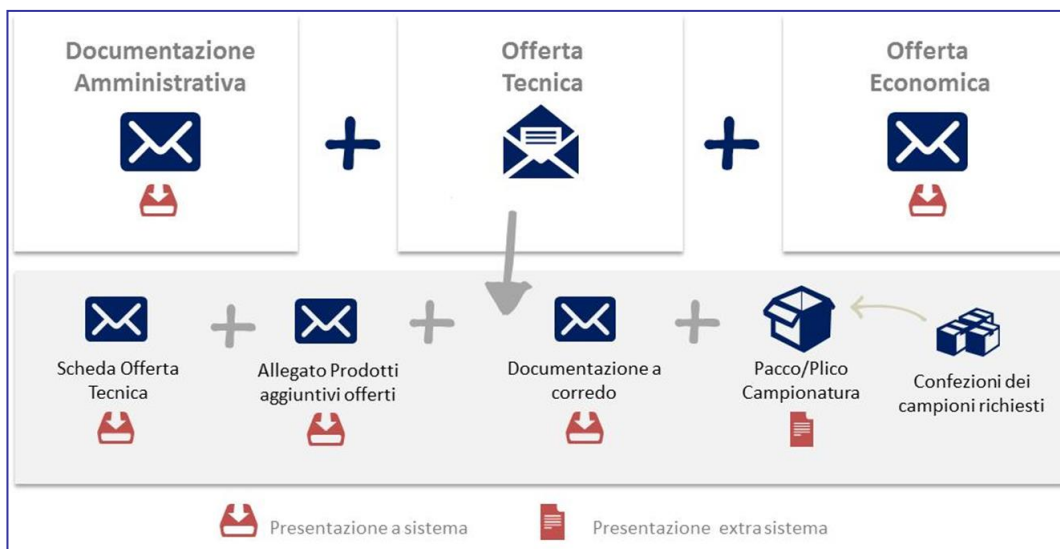 Documentazione
Amministrativa
Offerta
Tecnica
Offerta
Economica
Scheda Offerta
Tecnica
Allegato Prodotti
aggiuntivi offerti
Documentazione a
corredo
Pacco/Plico
Campionatura
Confezioni dei
campioni richiesti
Presentazione a sistema
Presentazione extra sistema